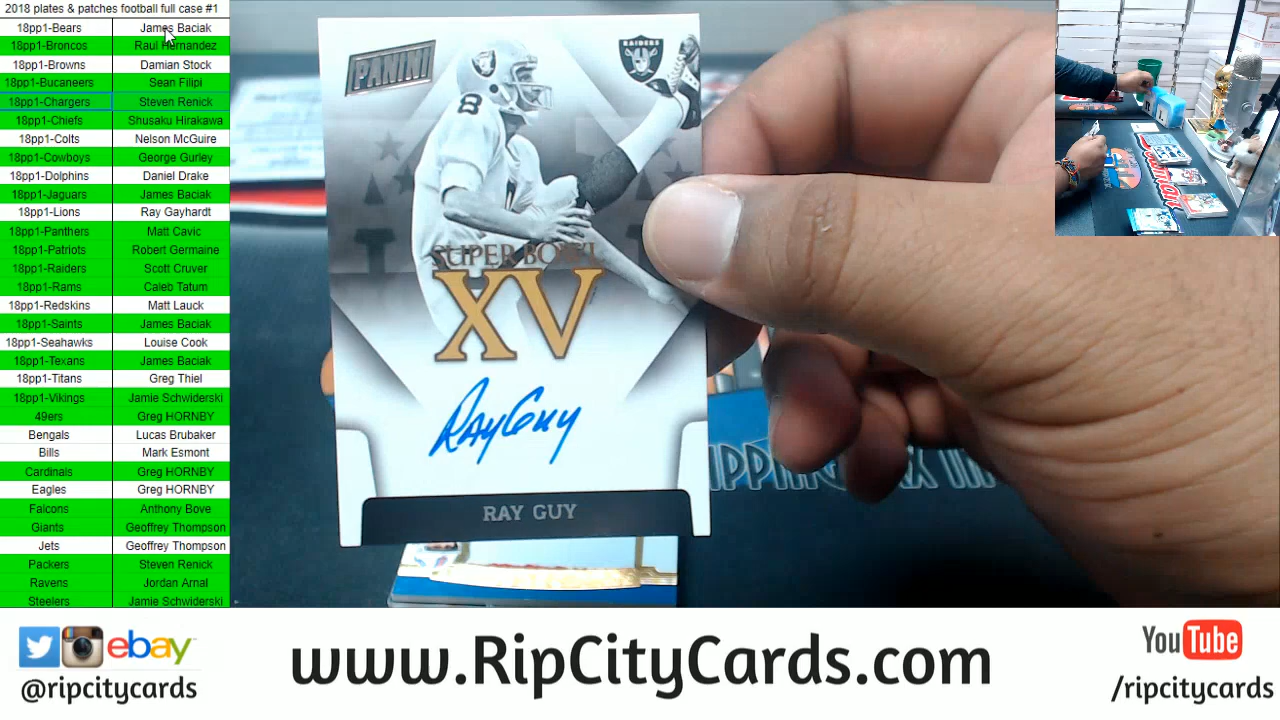 2018 plates & patches football full case #1
18pp1-Bears James Baciak
18pp1-Broncos Raul Hernandez
18pp1-Browns Damian Stock
18pp1-Bucaneers Sean Filipi
18pp1-Chargers Steven Renick
18pp1-Chiefs Shusaku Hirakawa
18pp1-Colts Nelson McGuire
18pp1-Cowboys George Gurley
18pp1-Dolphins Daniel Drake
18pp1-Jaguars James Baciak
18pp1-Lions Ray Gayhardt
18pp1-Panthers Matt Cavic
18pp1-Patriots Robert Germaine
18pp1-Raiders Scott Cruver
18pp1-Rams Caleb Tatum
18pp1-Redskins Matt Lauck
18pp1-Saints James Baciak
18pp1-Seahawks Louise Cook
18pp1-Texans James Baciak
18pp1-Titans Greg Thiel
18pp1-Vikings Jamie Schwiderski
49ers Greg HORNBY
Bengals Lucas Brubaker
Bills Mark Esmont
Cardinals Greg HORNBY
Eagles Greg HORNBY
Falcons Anthony Bove
Giants Geoffrey Thompson
Jets Geoffrey Thompson
Packers Steven Renick
Ravens Jordan Arnal
Steelers Jamie Schwiderski
PANINI
RAIDERS
8
SUPER BOWL
XV
Ray Guy
RAY GUY
ebay
@ripcitycards
www.RipCityCards.com
YouTube
/ripcitycards